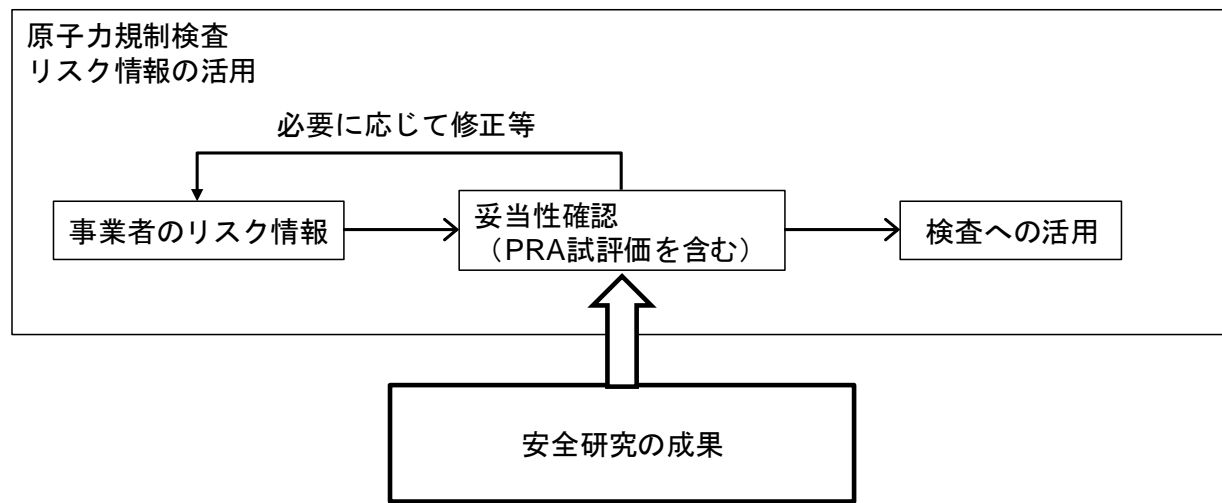 原子力規制検査
リスク情報の活用
必要に応じて修正等
事業者のリスク情報
妥当性確認
（PRA試評価を含む）
検査への活用
安全研究の成果